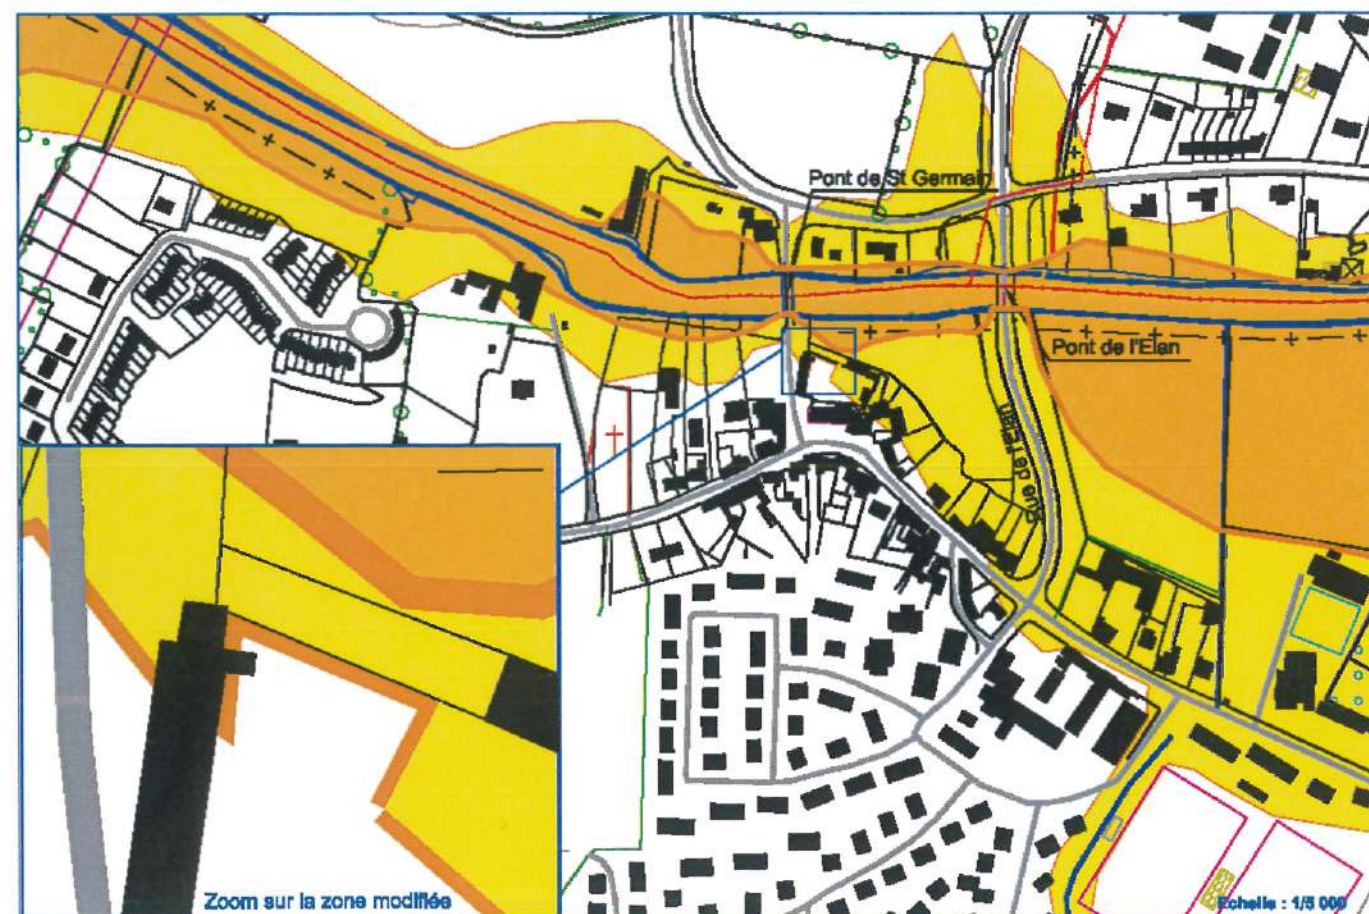 Pont de St Germain
Pont de l'Elan
Rue de l'Elan
Zoom sur la zone modifiée
Echelle : 1/5 000